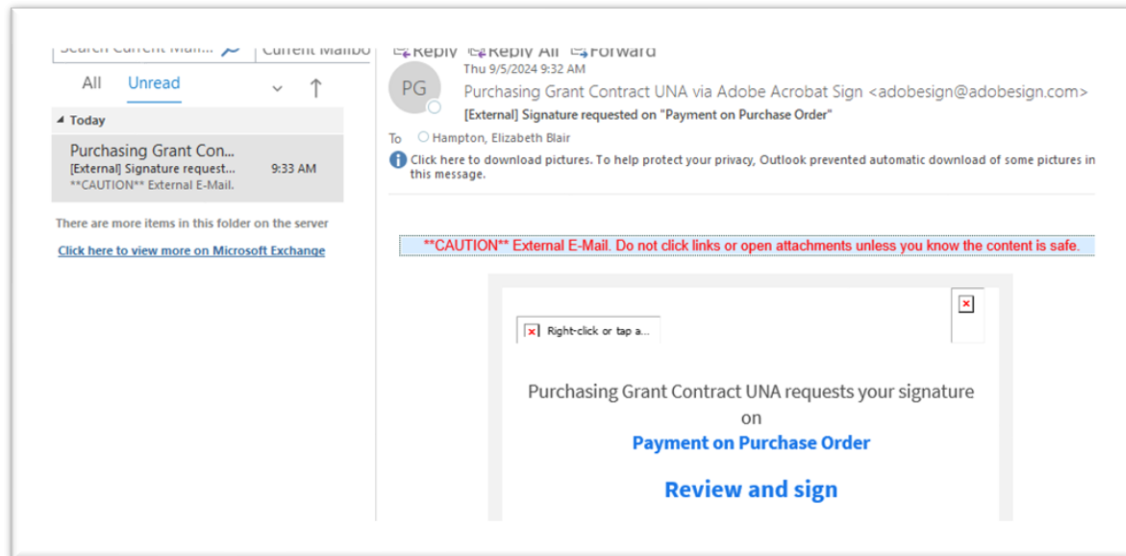 Search Current Mail... Current Mailbo
All Unread
Today
Purchasing Grant Con...
[External] Signature request... 9:33 AM
**CAUTION** External E-Mail.
There are more items in this folder on the server
Click here to view more on Microsoft Exchange
Reply Reply All Forward
Thu 9/5/2024 9:32 AM
PG
Purchasing Grant Contract UNA via Adobe Acrobat Sign <adobesign@adobesign.com>
[External] Signature requested on "Payment on Purchase Order"
To Hampton, Elizabeth Blair
Click here to download pictures. To help protect your privacy, Outlook prevented automatic download of some pictures in
this message.
**CAUTION** External E-Mail. Do not click links or open attachments unless you know the content is safe.
Right-click or tap a...
Purchasing Grant Contract UNA requests your signature
on
Payment on Purchase Order
Review and sign